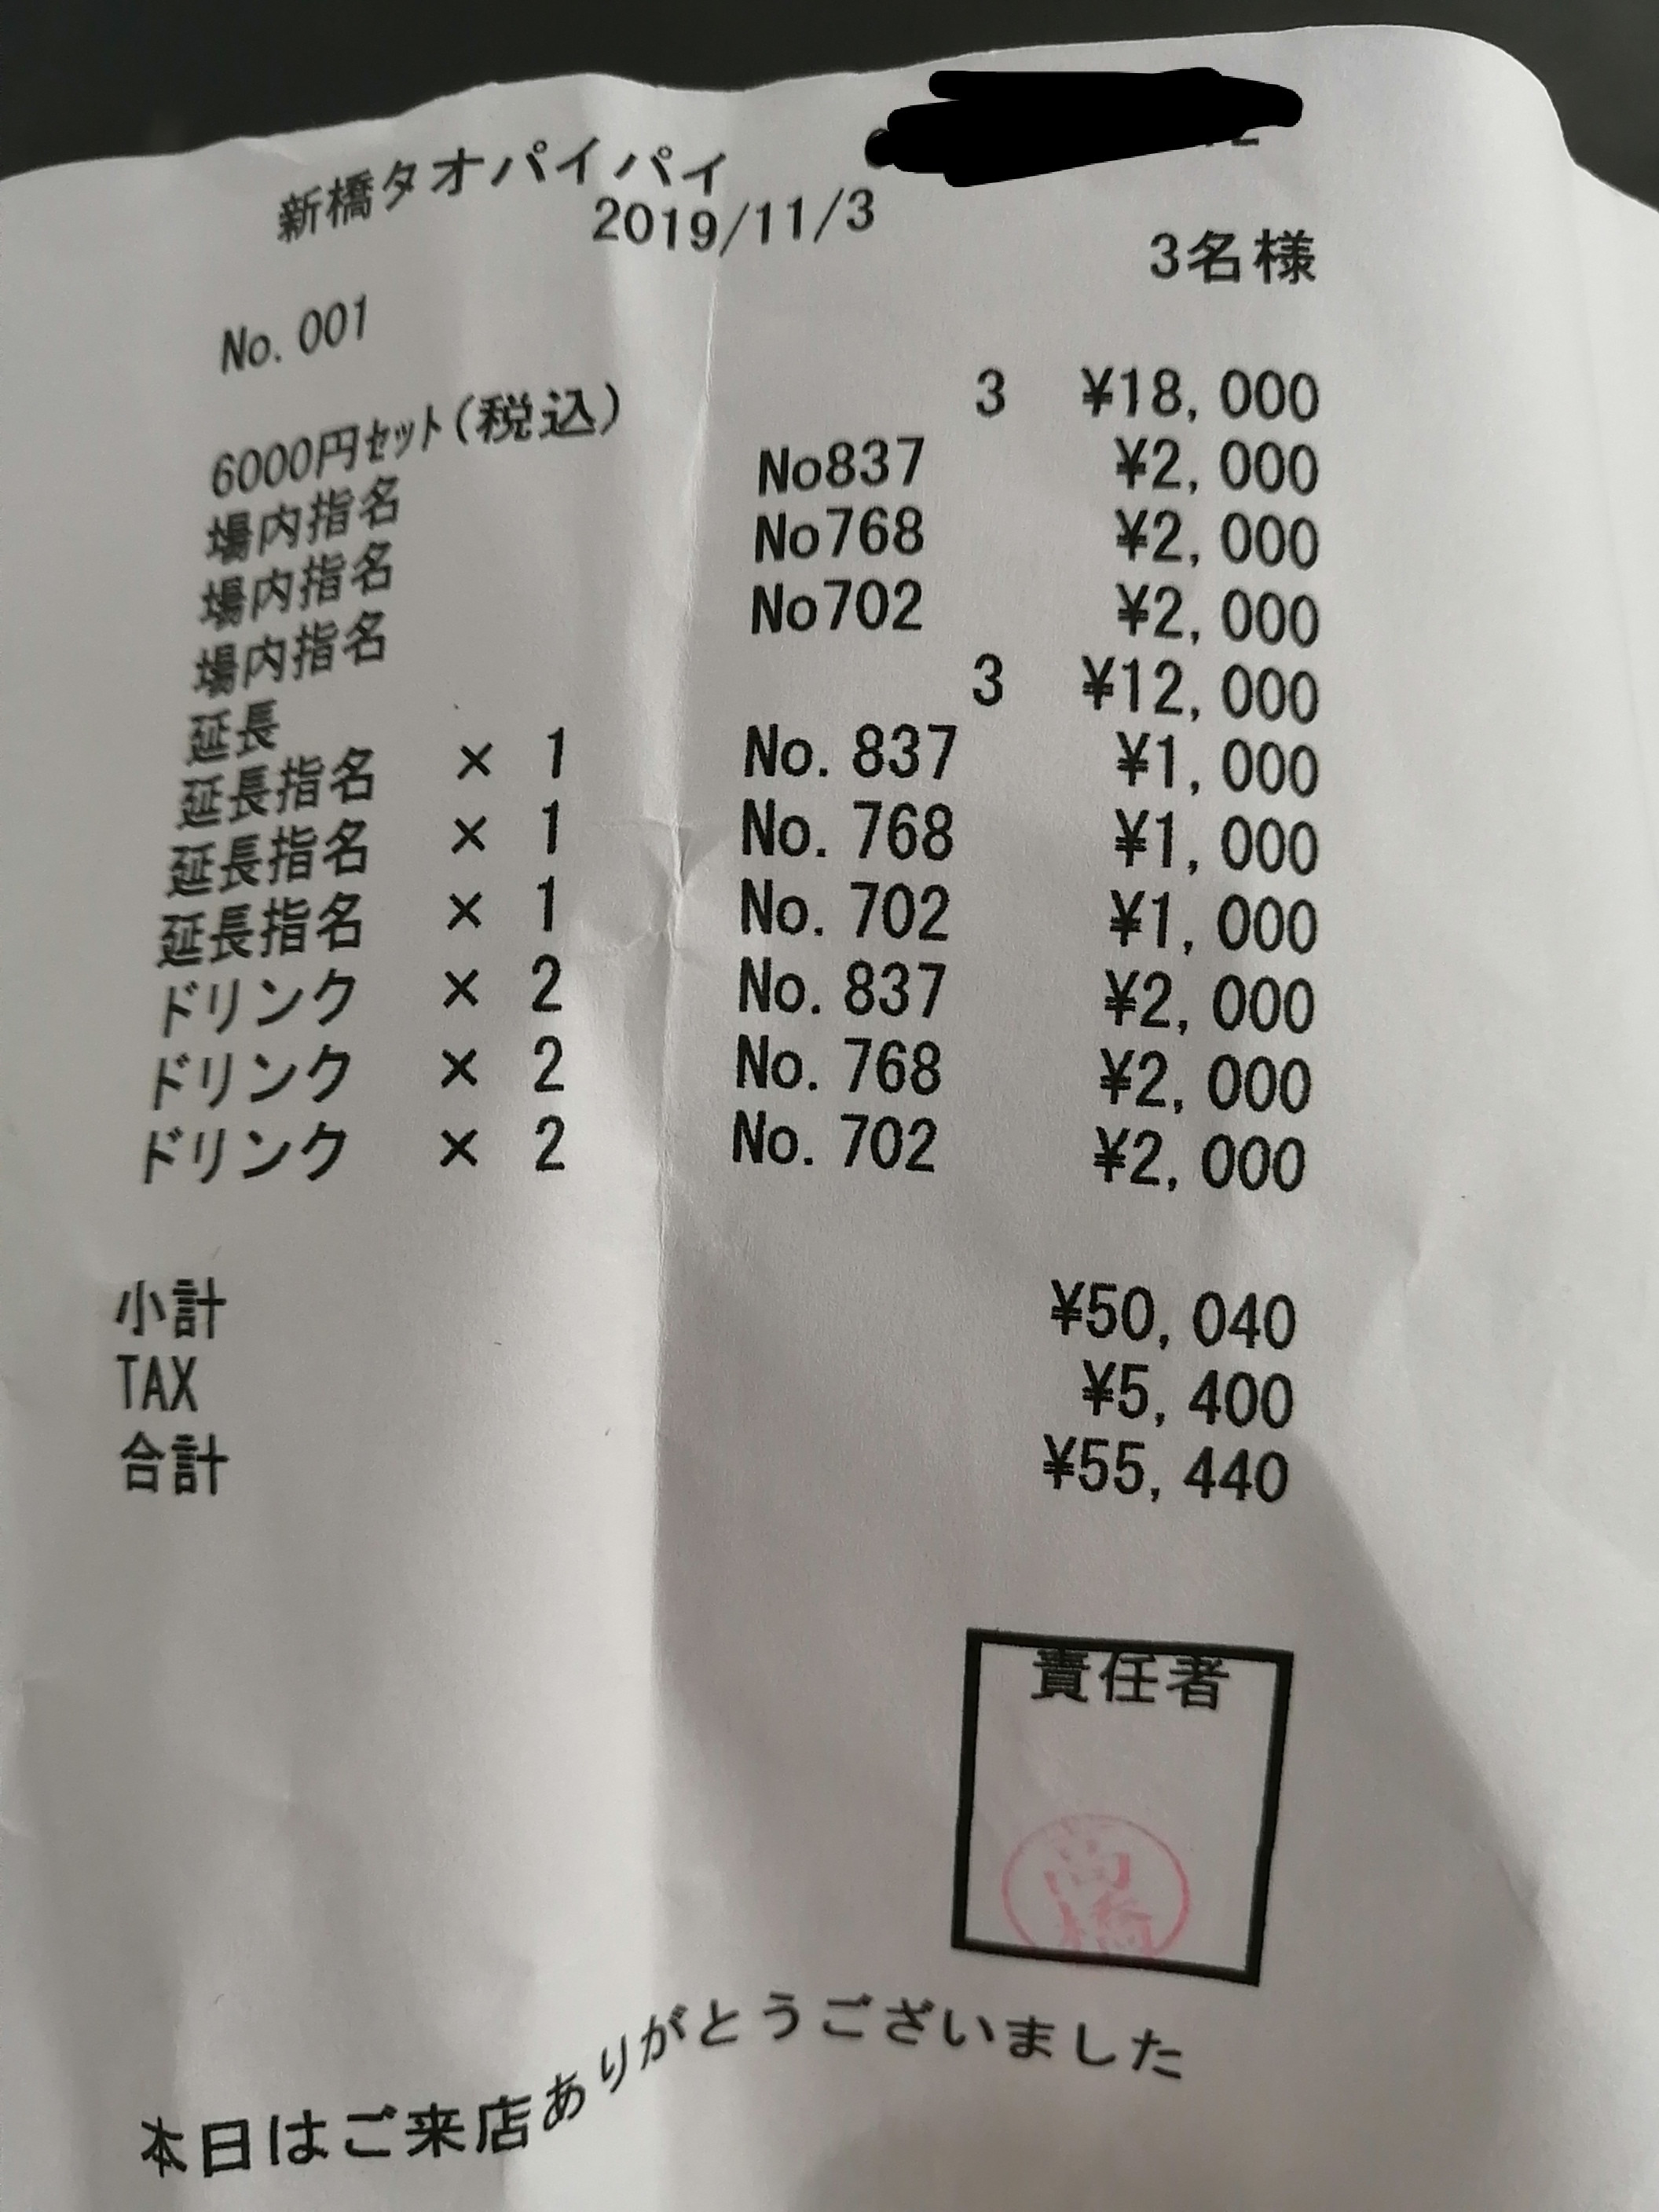 新橋タオパイパイ
2019/11/3
3名様
No. 001
6000円ｾｯﾄ(税込) 3 ¥18, 000
場内指名 No837 ¥2, 000
場内指名 No768 ¥2, 000
場内指名 No702 ¥2, 000
延長 3 ¥12, 000
延長指名 × 1 No. 837 ¥1, 000
延長指名 × 1 No. 768 ¥1, 000
延長指名 × 1 No. 702 ¥1, 000
ドリンク × 2 No. 837 ¥2, 000
ドリンク × 2 No. 768 ¥2, 000
ドリンク × 2 No. 702 ¥2, 000
小計 ¥50, 040
TAX ¥5, 400
合計 ¥55, 440
責任者
高橋
本日はご来店ありがとうございました